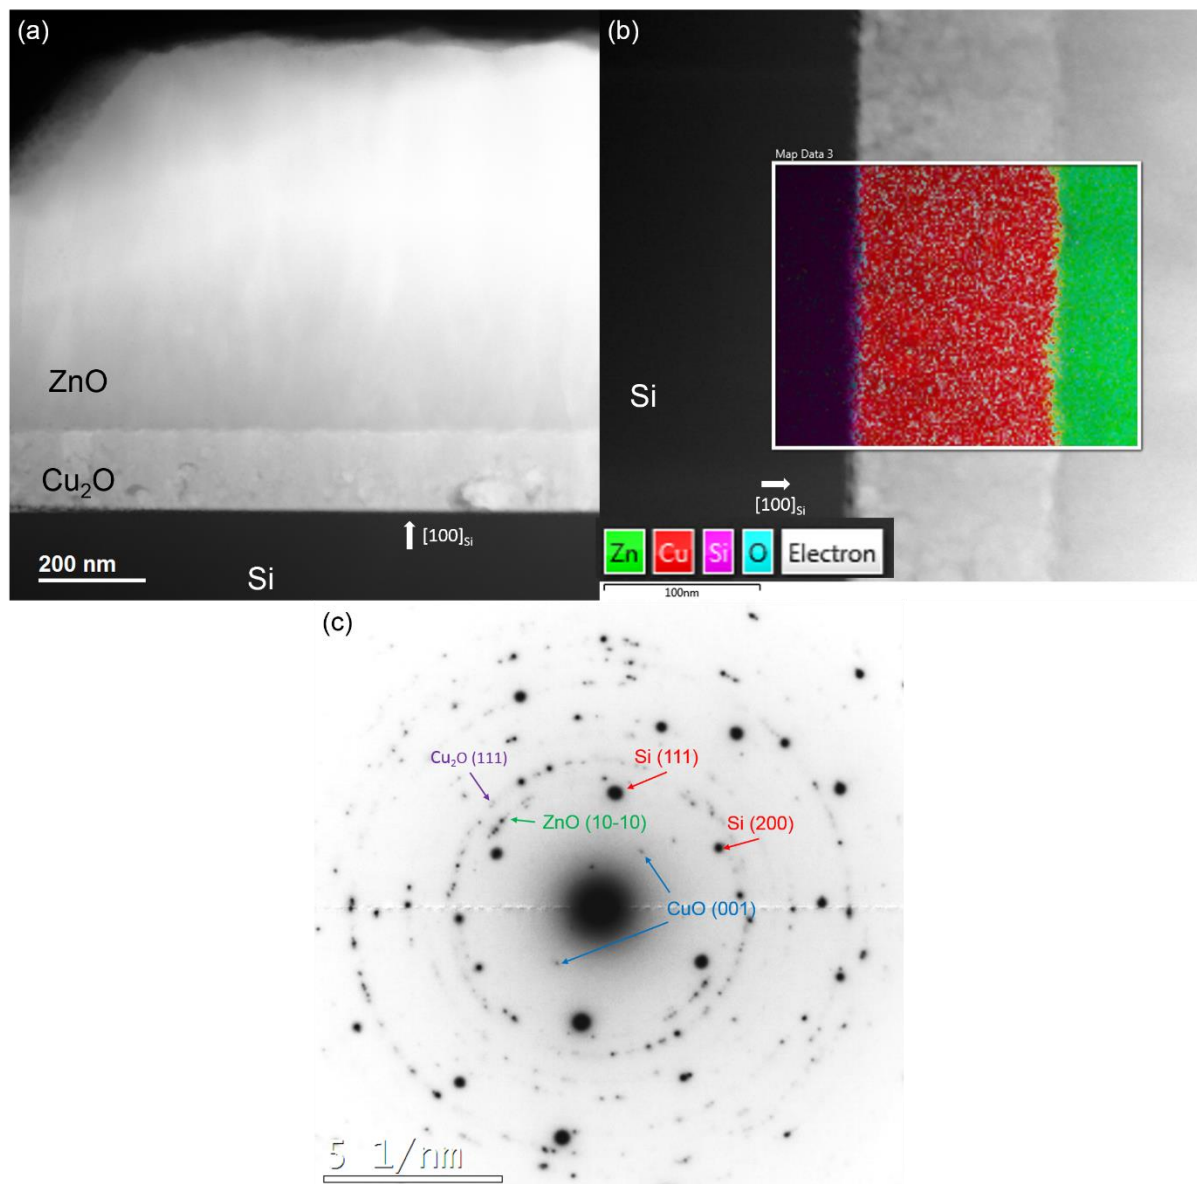 (a)
ZnO
Cu₂O
[100]Si
200 nm
Si
(b)
Map Data 3
Si
[100]Si
Zn Cu Si O Electron
100nm
(c)
Cu₂O (111)
Si (111)
ZnO (10-10)
Si (200)
CuO (001)
5 1/nm